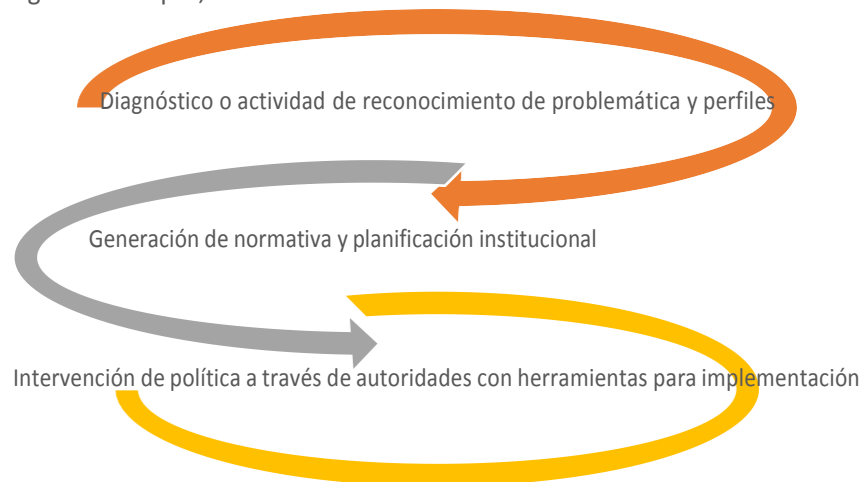 Diagnóstico o actividad de reconocimiento de problemática y perfiles
Generación de normativa y planificación institucional
Intervención de política a través de autoridades con herramientas para implementación